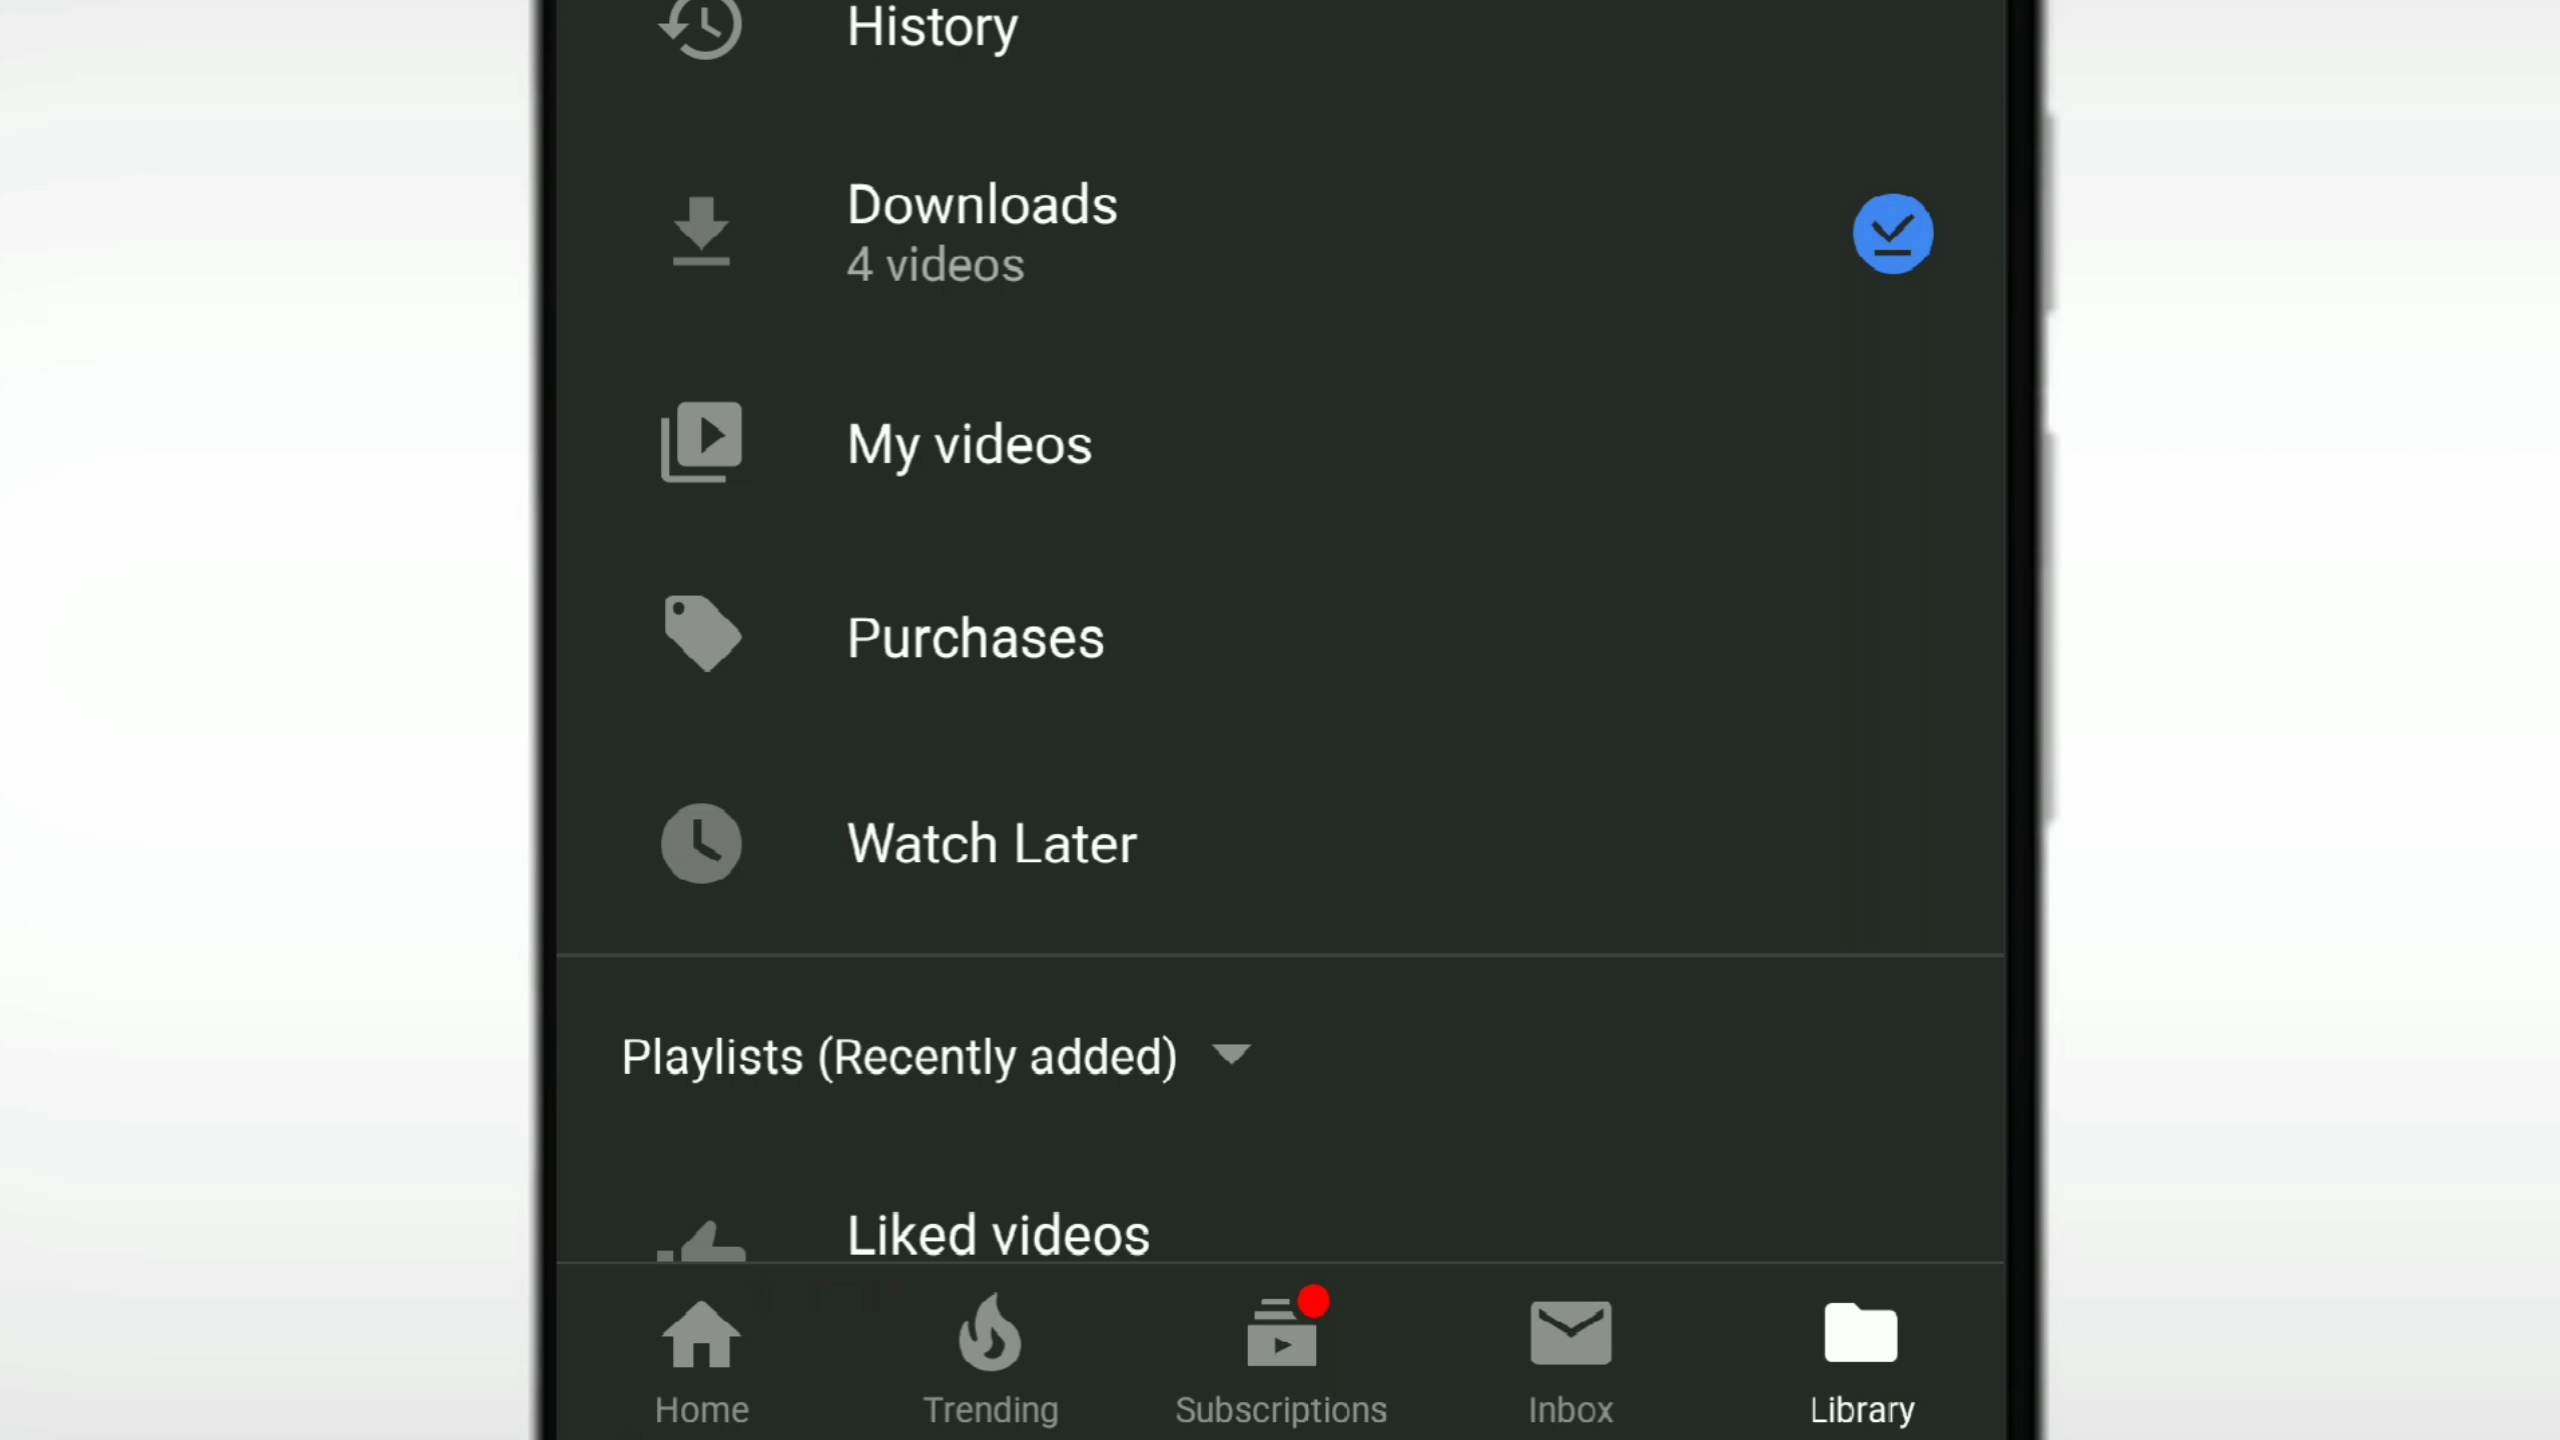 History
Downloads
4 videos
My videos
Purchases
Watch Later
Playlists (Recently added)
Liked videos
Home
Trending
Subscriptions
Inbox
Library